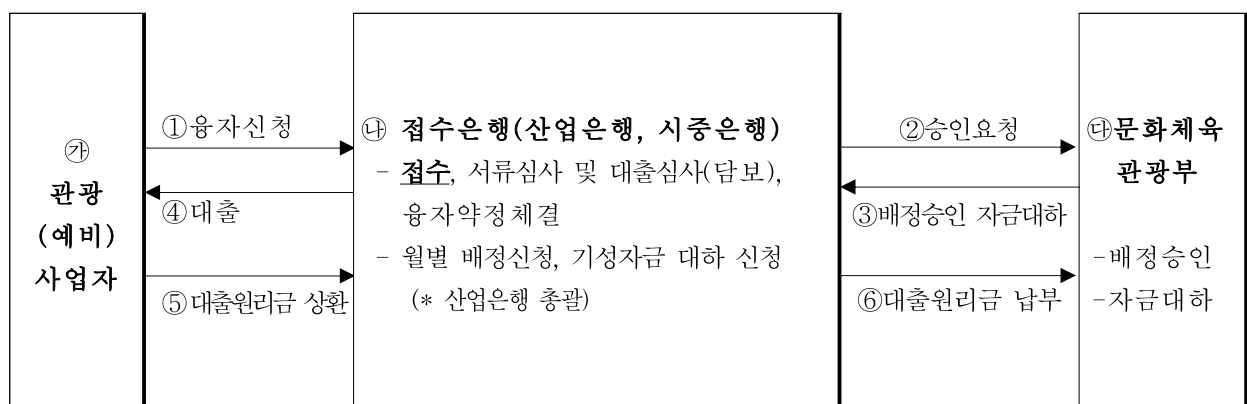 ㉮
관광
(예비)
사업자
①융자신청
④대출
⑤대출원리금 상환
㉯ 접수은행(산업은행, 시중은행)
- 접수, 서류심사 및 대출심사(담보),
융자약정체결
- 월별 배정신청, 기성자금 대하 신청
(* 산업은행 총괄)
②승인요청
③배정승인 자금대하
⑥대출원리금 납부
㉰문화체육
관광부
-배정승인
-자금대하